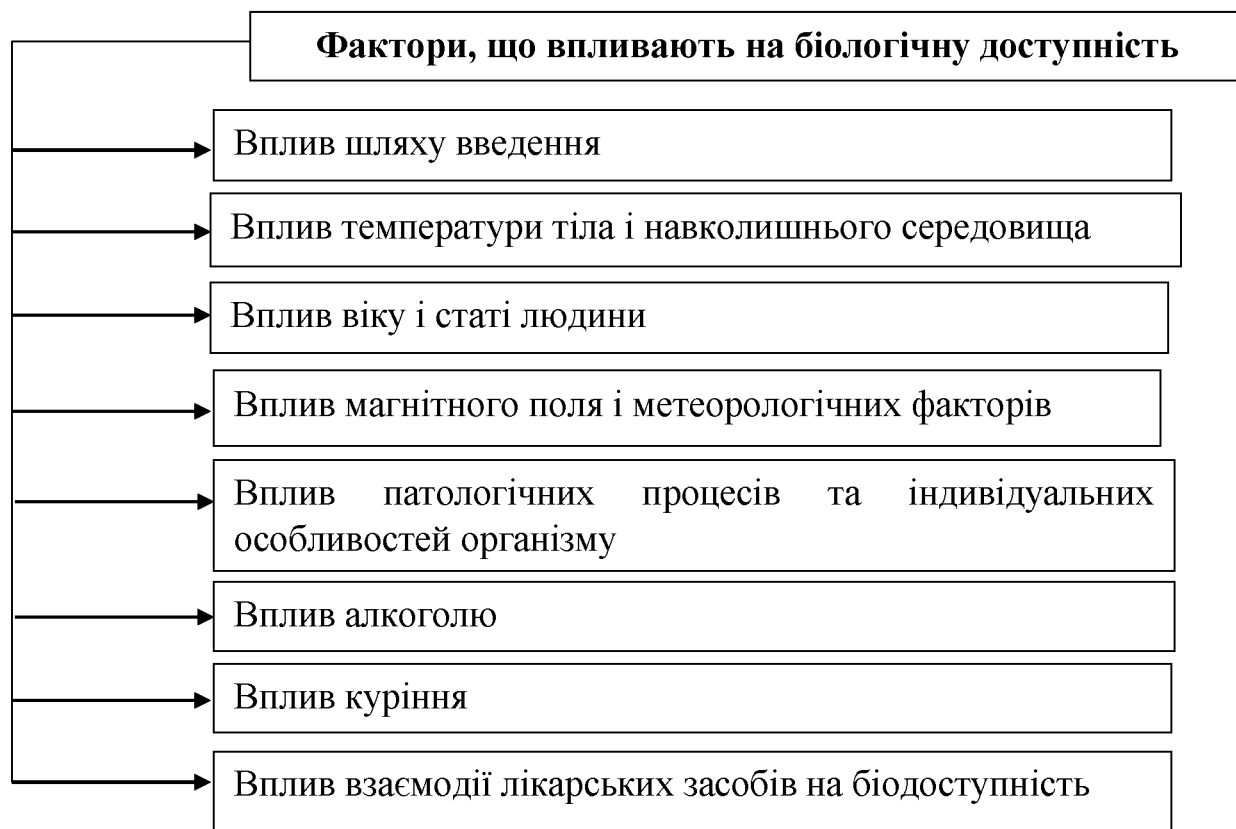 Фактори, що впливають на біологічну доступність
Вплив шляху введення
Вплив температури тіла і навколишнього середовища
Вплив віку і статі людини
Вплив магнітного поля і метеорологічних факторів
Вплив патологічних процесів та індивідуальних
особливостей організму
Вплив алкоголю
Вплив куріння
Вплив взаємодії лікарських засобів на біодоступність